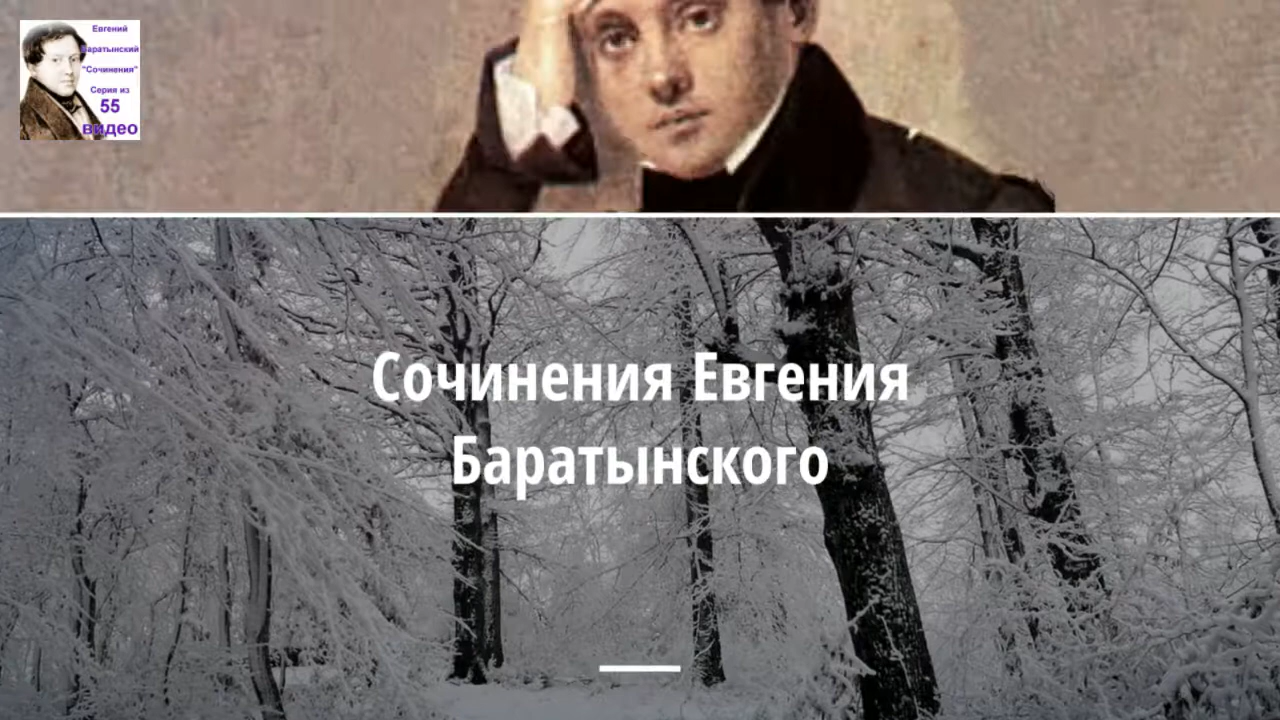 Евгений
Баратынский
"Сочинения"
Серия из
55
видео
Сочинения Евгения
Баратынского